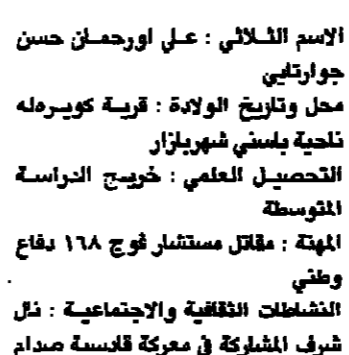 الاسم الثلاثي : علي اورحمان حسن
جوارتايي
محل وتاريخ الولادة : قرية كويرەله
ناحية باسني شهربازار
التحصيل العلمي : خريج الدراسة
المتوسطة
المهنة : مقاتل مستشار فوج ١٦٨ دفاع
وطني
النشاطات الثقافية والاجتماعية : نال
شرف المشاركة في معركة قادسية صدام